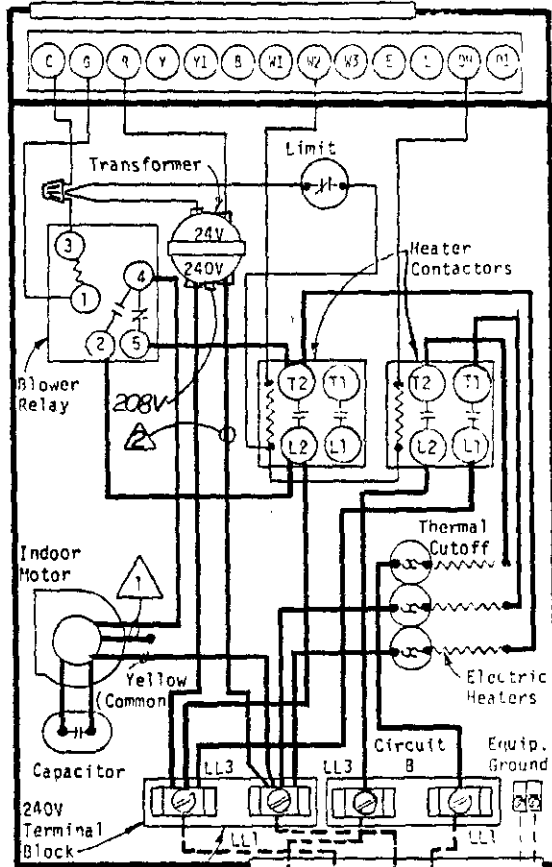 C G R Y Y1 B W1 W2 W3 E L
Transformer
Limit
24V
240V
Heater
Contactors
3
4
1
2
5
Blower
Relay
208V
2
T2 T1
L2 L1
T2 T1
L2 L1
Thermal
Cutoff
Indoor
Motor
1
Yellow
(Common
Electric
Heaters
Capacitor
LL3
LL3
Circuit
B
Equip.
Ground
240V
Terminal
Block
LL1
LL1